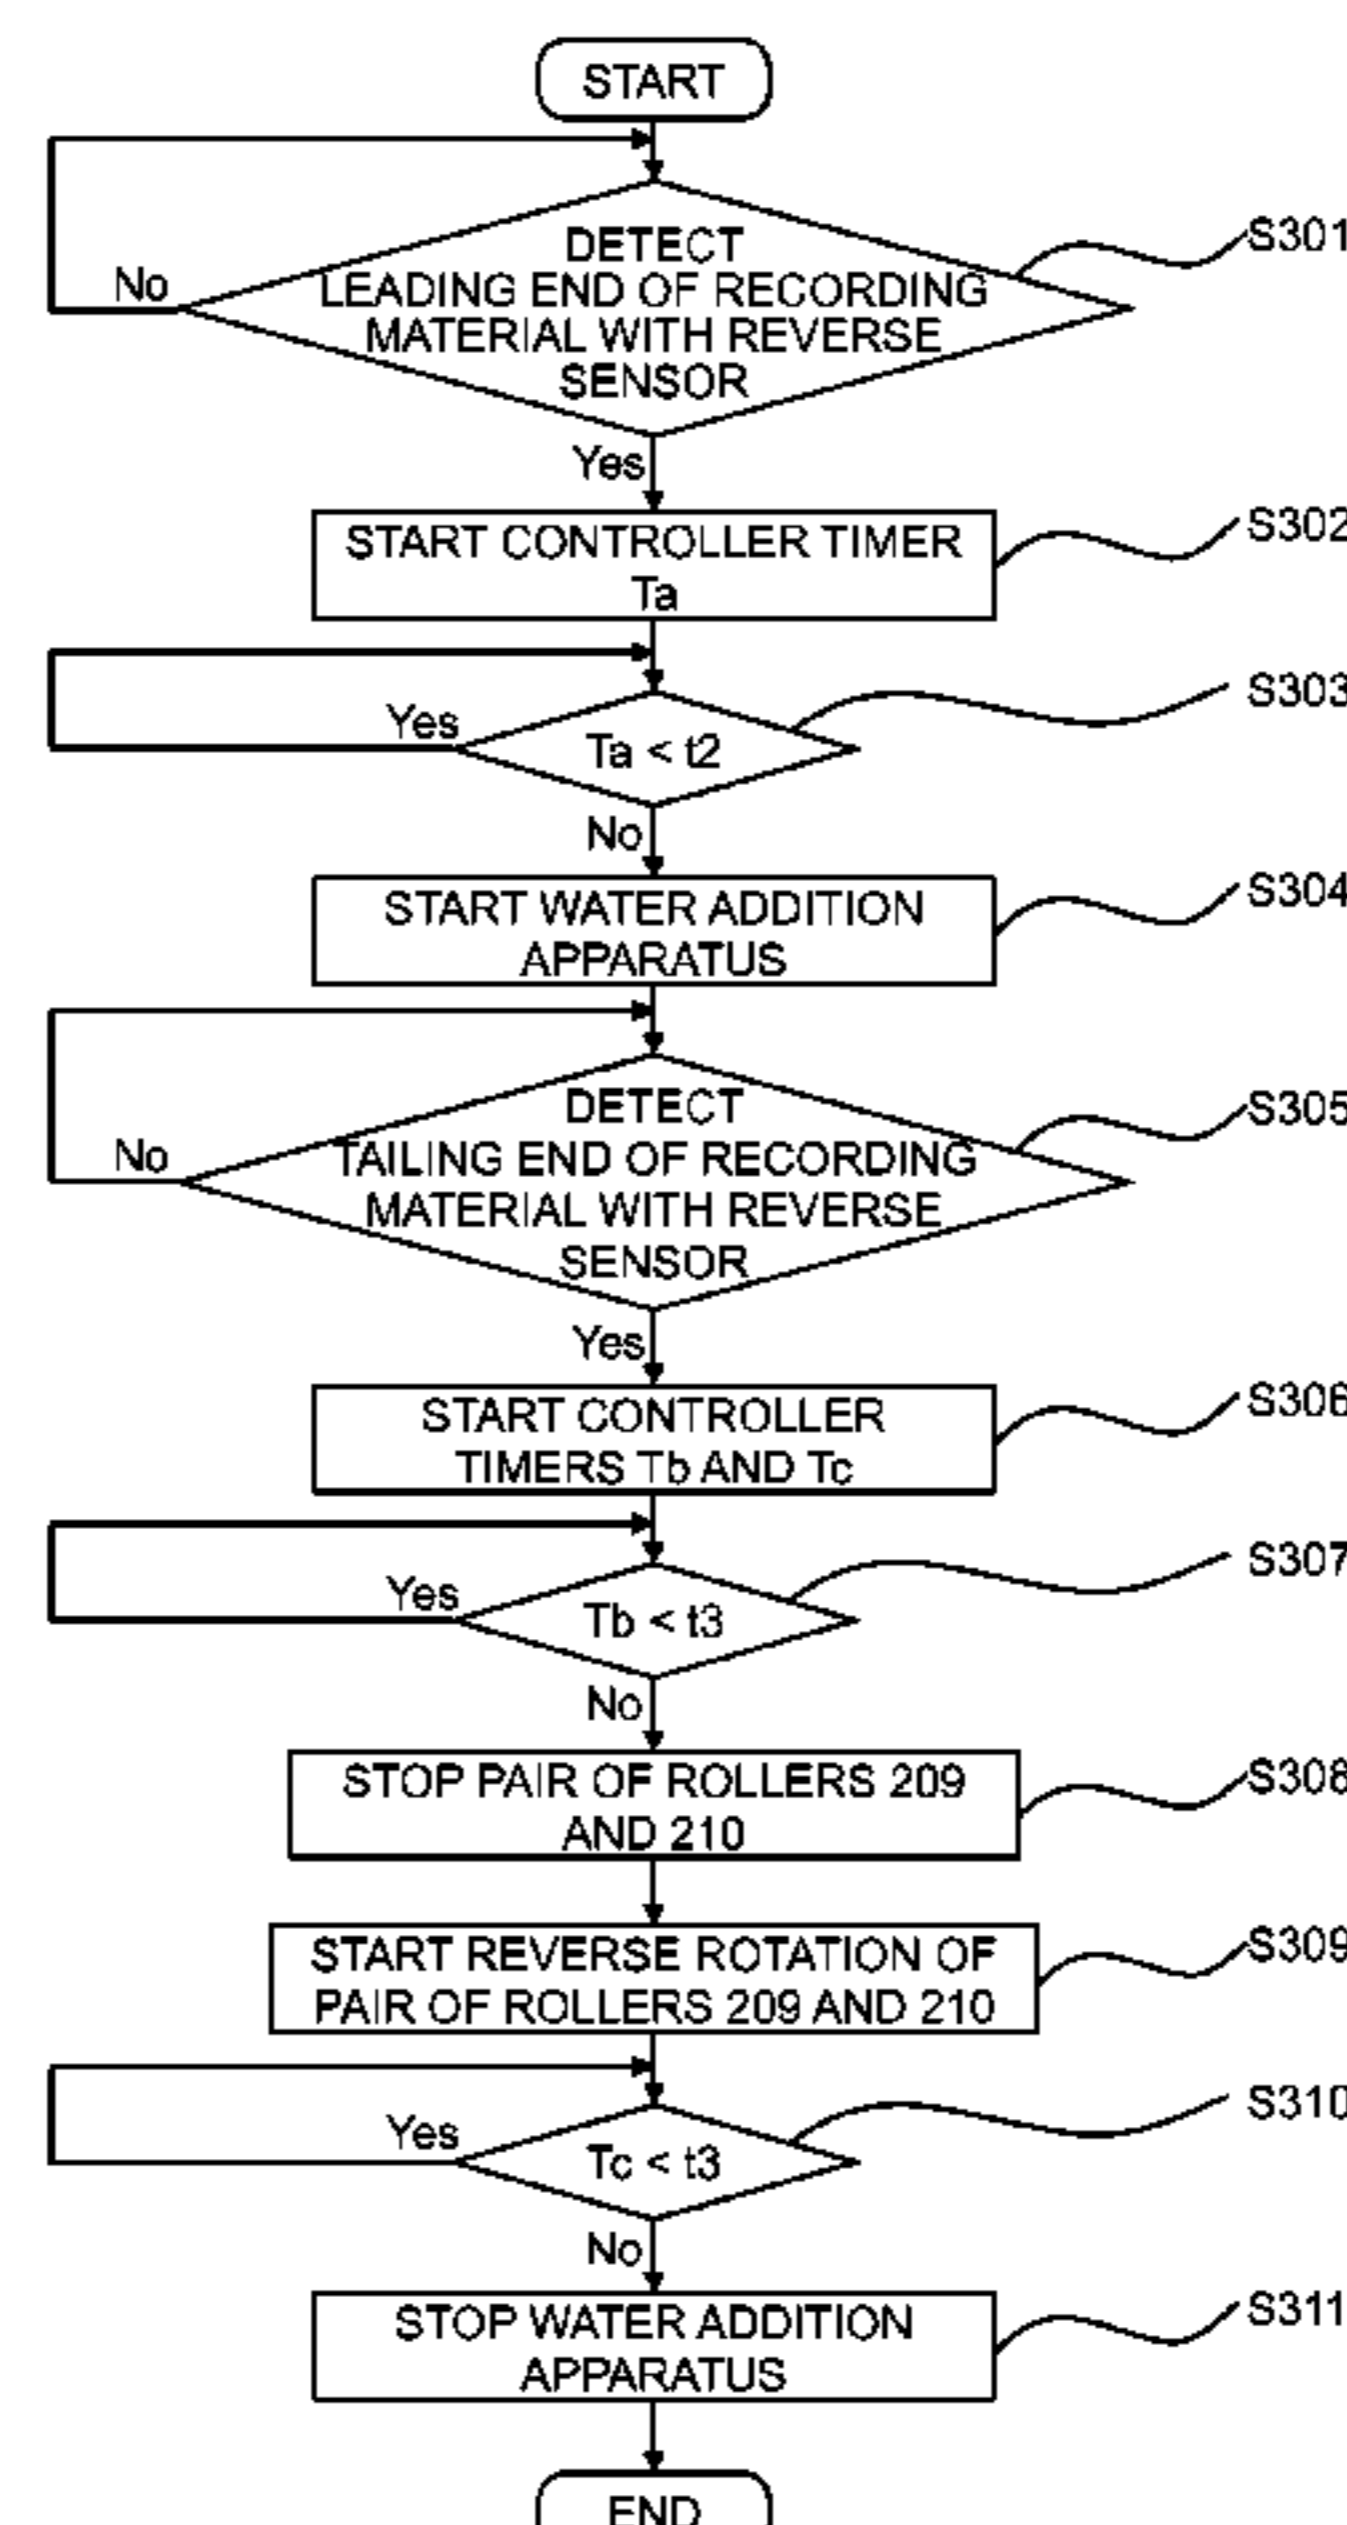 START
DETECT
LEADING END OF RECORDING
MATERIAL WITH REVERSE
SENSOR
S301
No
Yes
START CONTROLLER TIMER
Ta
S302
Ta < t2
S303
Yes
No
START WATER ADDITION
APPARATUS
S304
DETECT
TAILING END OF RECORDING
MATERIAL WITH REVERSE
SENSOR
S305
No
Yes
START CONTROLLER
TIMERS Tb AND Tc
S306
Tb < t3
S307
Yes
No
STOP PAIR OF ROLLERS 209
AND 210
S308
START REVERSE ROTATION OF
PAIR OF ROLLERS 209 AND 210
S309
Tc < t3
S310
Yes
No
STOP WATER ADDITION
APPARATUS
S311
END